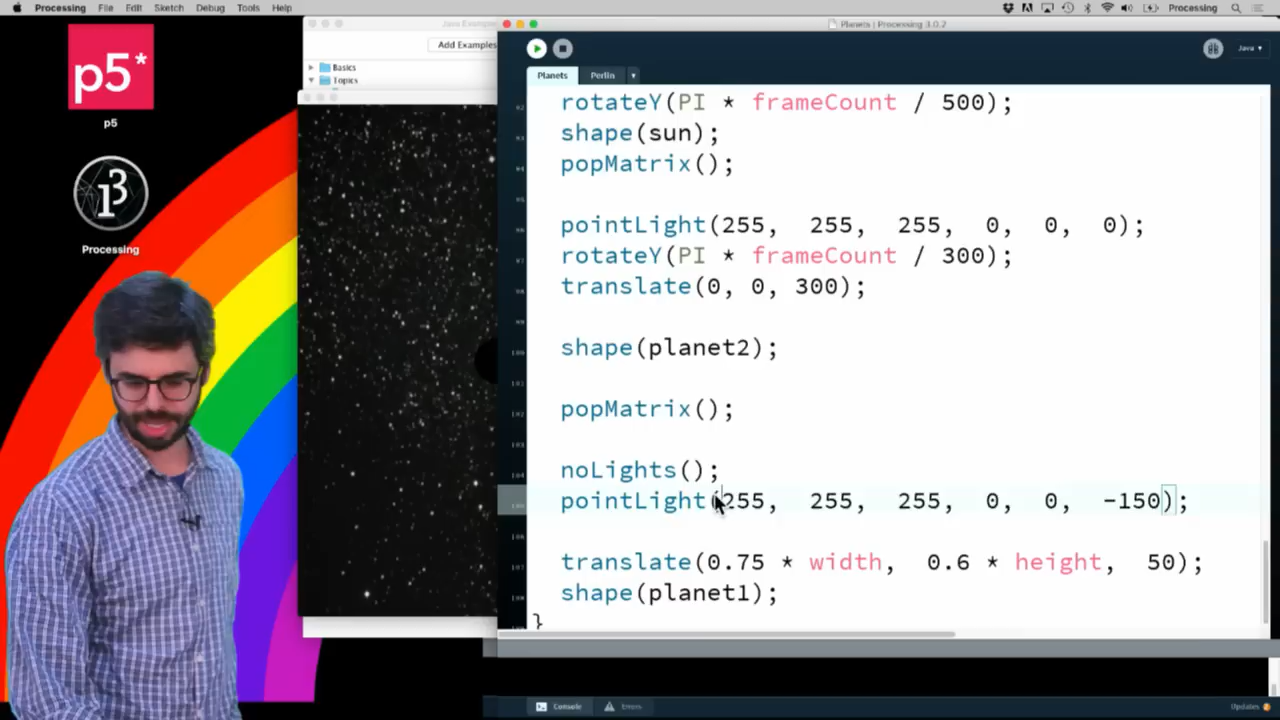 Processing File Edit Sketch Debug Tools Help Processing
Java Example
Planets | Processing 3.0.2
Add Examples
Java
Basics
Topics
Planets Perlin
p5*
p5
Processing
rotateY(PI * frameCount / 500);
shape(sun);
popMatrix();
pointLight(255, 255, 255, 0, 0, 0);
rotateY(PI * frameCount / 300);
translate(0, 0, 300);
shape(planet2);
popMatrix();
noLights();
pointLight(255, 255, 255, 0, 0, -150);
translate(0.75 * width, 0.6 * height, 50);
shape(planet1);
}
Console Errors Updates